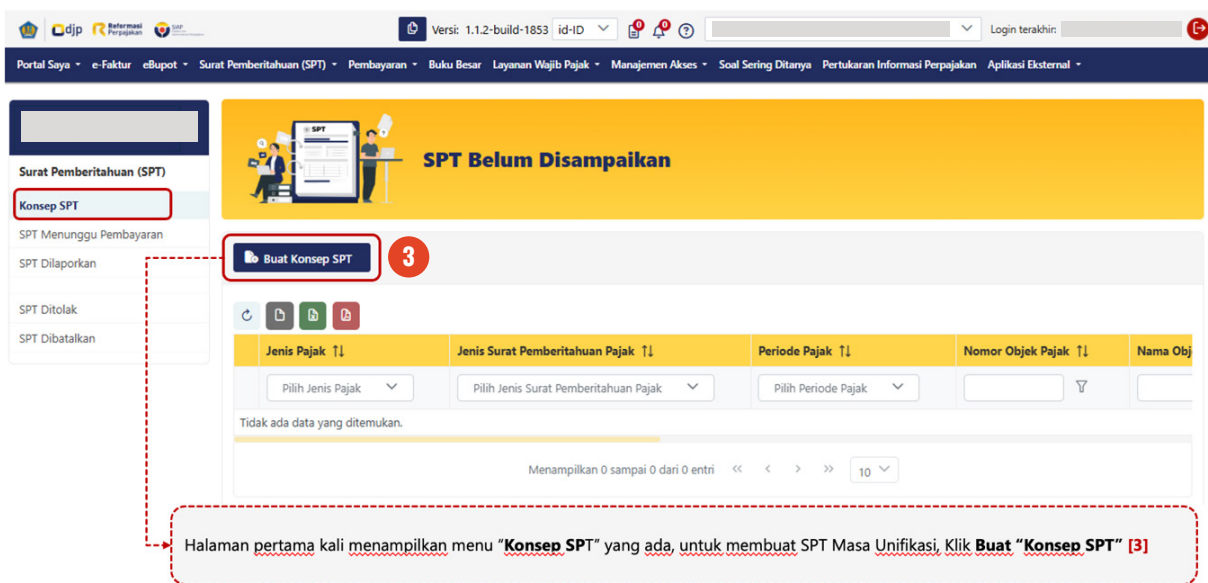 djp Reformasi Perpajakan SIAP
Versi: 1.1.2-build-1853 id-ID Login terakhir:
Portal Saya e-Faktur eBupot Surat Pemberitahuan (SPT) Pembayaran Buku Besar Layanan Wajib Pajak Manajemen Akses Soal Sering Ditanya Pertukaran Informasi Perpajakan Aplikasi Eksternal
SPT
SPT Belum Disampaikan
Surat Pemberitahuan (SPT)
Konsep SPT
SPT Menunggu Pembayaran
SPT Dilaporkan
SPT Ditolak
SPT Dibatalkan
Buat Konsep SPT 3
Jenis Pajak Jenis Surat Pemberitahuan Pajak Periode Pajak Nomor Objek Pajak Nama Obj
Pilih Jenis Pajak Pilih Jenis Surat Pemberitahuan Pajak Pilih Periode Pajak
Tidak ada data yang ditemukan.
Menampilkan 0 sampai 0 dari 0 entri << < > >> 10
Halaman pertama kali menampilkan menu “Konsep SPT” yang ada, untuk membuat SPT Masa Unifikasi, Klik Buat “Konsep SPT” [3]